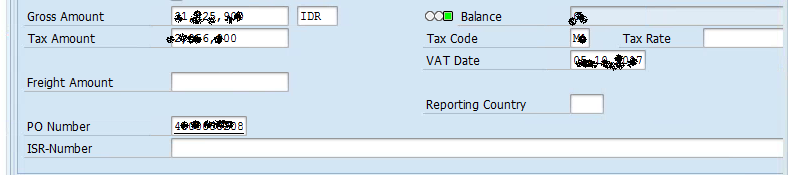 Gross Amount IDR Balance
Tax Amount Tax Code Tax Rate
VAT Date
Freight Amount
Reporting Country
PO Number
ISR-Number